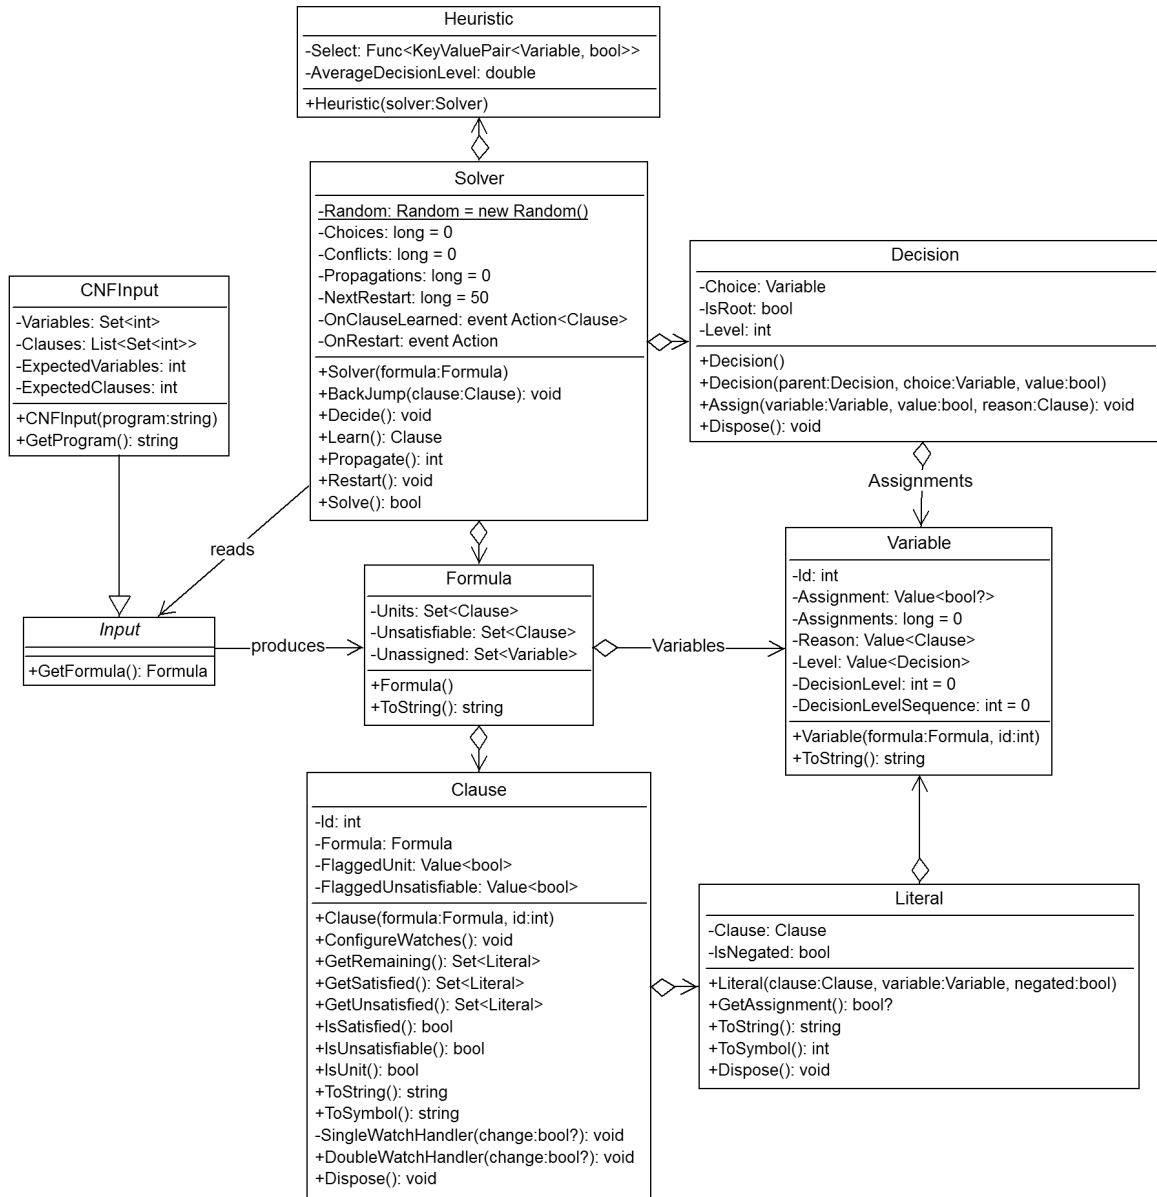 Heuristic
-Select: Func<KeyValuePair<Variable, bool>>
-AverageDecisionLevel: double
+Heuristic(solver:Solver)
Solver
-Random: Random = new Random()
-Choices: long = 0
-Conflicts: long = 0
-Propagations: long = 0
-NextRestart: long = 50
-OnClauseLearned: event Action<Clause>
-OnRestart: event Action
+Solver(formula:Formula)
+BackJump(clause:Clause): void
+Decide(): void
+Learn(): Clause
+Propagate(): int
+Restart(): void
+Solve(): bool
Decision
-Choice: Variable
-IsRoot: bool
-Level: int
+Decision()
+Decision(parent:Decision, choice:Variable, value:bool)
+Assign(variable:Variable, value:bool, reason:Clause): void
+Dispose(): void
CNFInput
-Variables: Set<int>
-Clauses: List<Set<int>>
-ExpectedVariables: int
-ExpectedClauses: int
+CNFInput(program:string)
+GetProgram(): string
Assignments
reads
Input
+GetFormula(): Formula
produces
Formula
-Units: Set<Clause>
-Unsatisfiable: Set<Clause>
-Unassigned: Set<Variable>
+Formula()
+ToString(): string
Variables
Variable
-Id: int
-Assignment: Value<bool?>
-Assignments: long = 0
-Reason: Value<Clause>
-Level: Value<Decision>
-DecisionLevel: int = 0
-DecisionLevelSequence: int = 0
+Variable(formula:Formula, id:int)
+ToString(): string
Clause
-Id: int
-Formula: Formula
-FlaggedUnit: Value<bool>
-FlaggedUnsatisfiable: Value<bool>
+Clause(formula:Formula, id:int)
+ConfigureWatches(): void
+GetRemaining(): Set<Literal>
+GetSatisfied(): Set<Literal>
+GetUnsatisfied(): Set<Literal>
+IsSatisfied(): bool
+IsUnsatisfiable(): bool
+IsUnit(): bool
+ToString(): string
+ToSymbol(): string
-SingleWatchHandler(change:bool?): void
+DoubleWatchHandler(change:bool?): void
+Dispose(): void
Literal
-Clause: Clause
-IsNegated: bool
+Literal(clause:Clause, variable:Variable, negated:bool)
+GetAssignment(): bool?
+ToString(): string
+ToSymbol(): int
+Dispose(): void